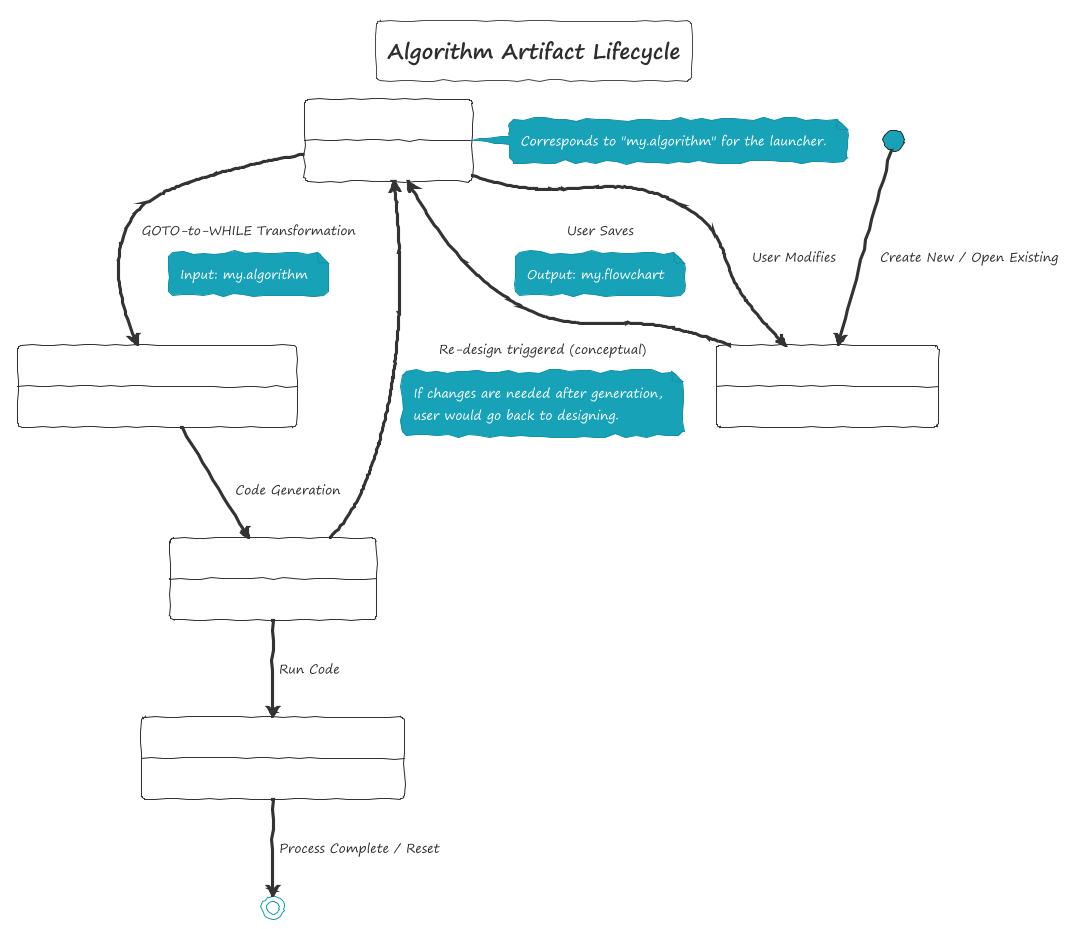 Algorithm Artifact Lifecycle
Corresponds to "my.algorithm" for the launcher.
GOTO-to-WHILE Transformation
Input: my.algorithm
User Saves
Output: my.flowchart
User Modifies
Create New / Open Existing
Re-design triggered (conceptual)
If changes are needed after generation,
user would go back to designing.
Code Generation
Run Code
Process Complete / Reset